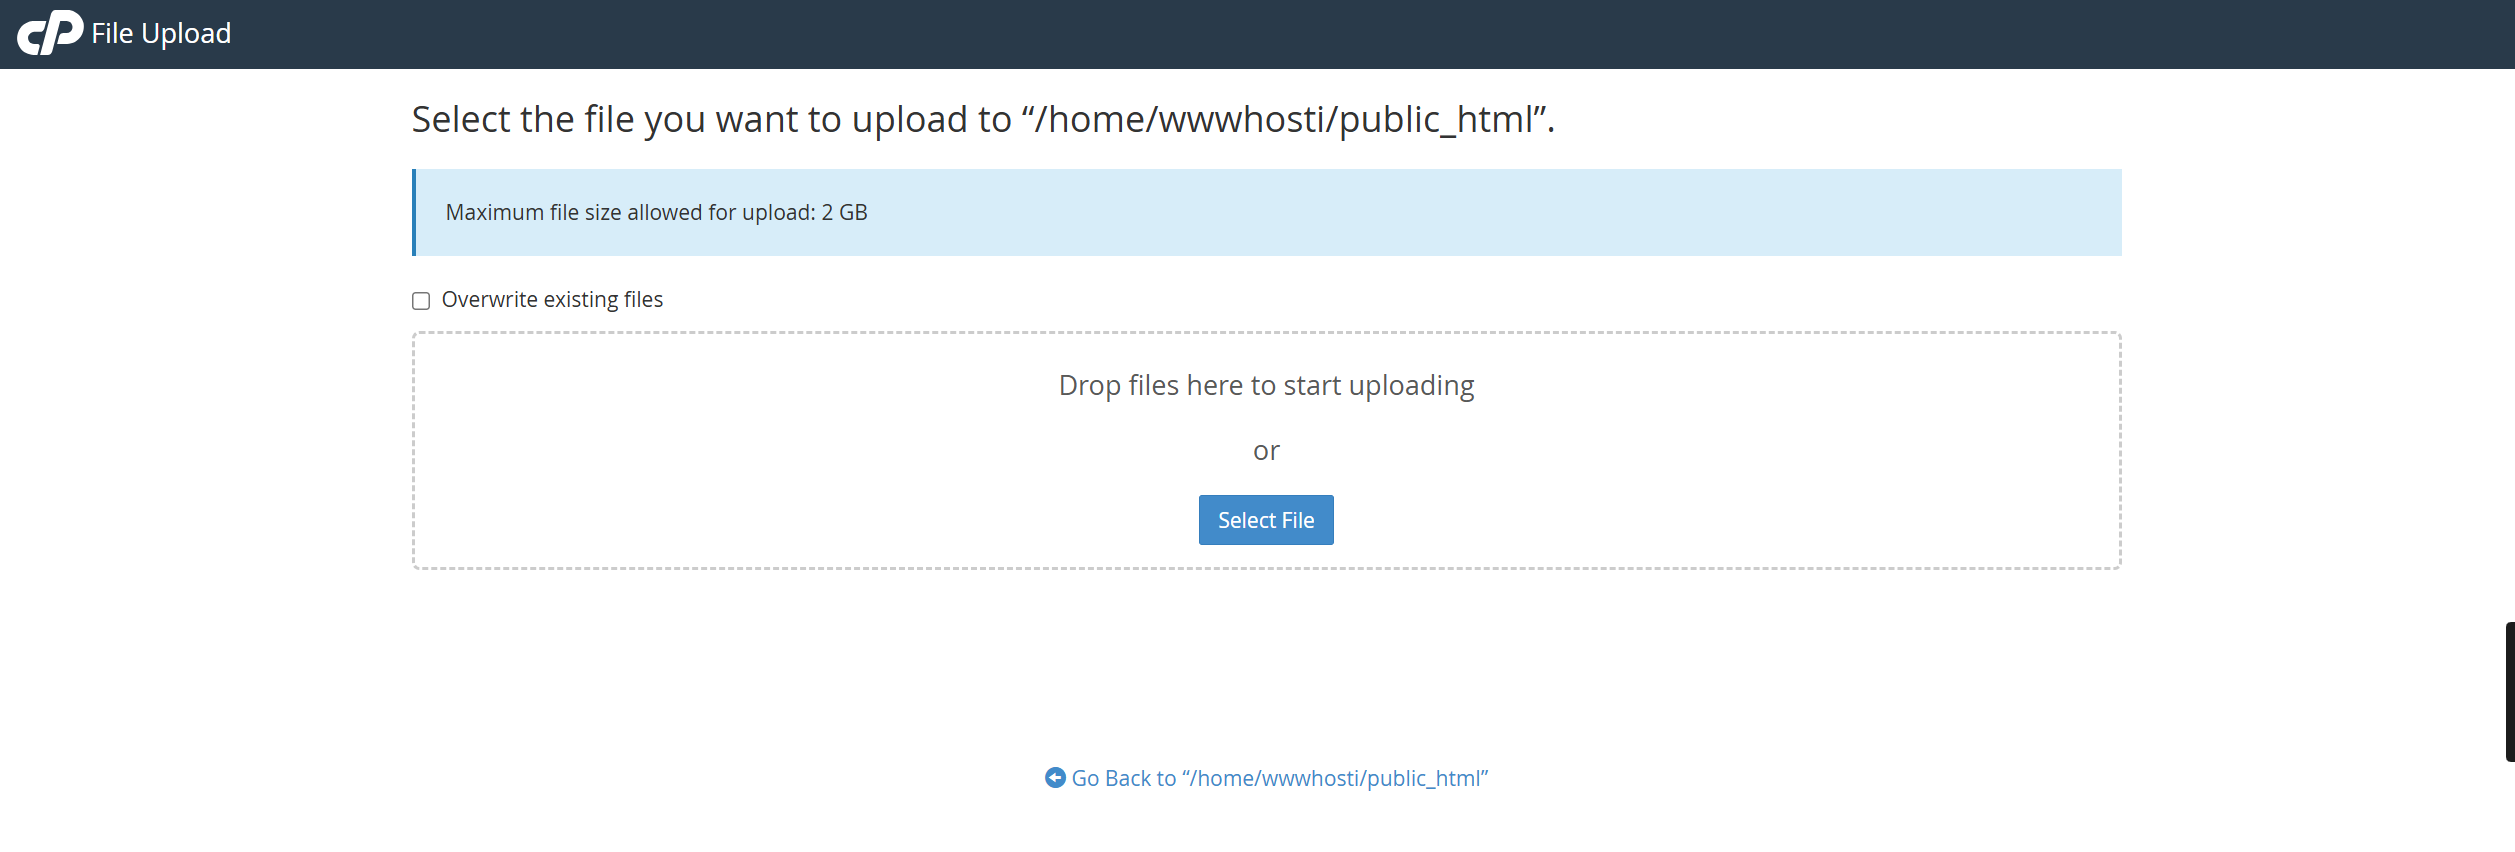 cP File Upload
Select the file you want to upload to “/home/wwwhosti/public_html”.
Maximum file size allowed for upload: 2 GB
Overwrite existing files
Drop files here to start uploading
or
Select File
Go Back to “/home/wwwhosti/public_html”